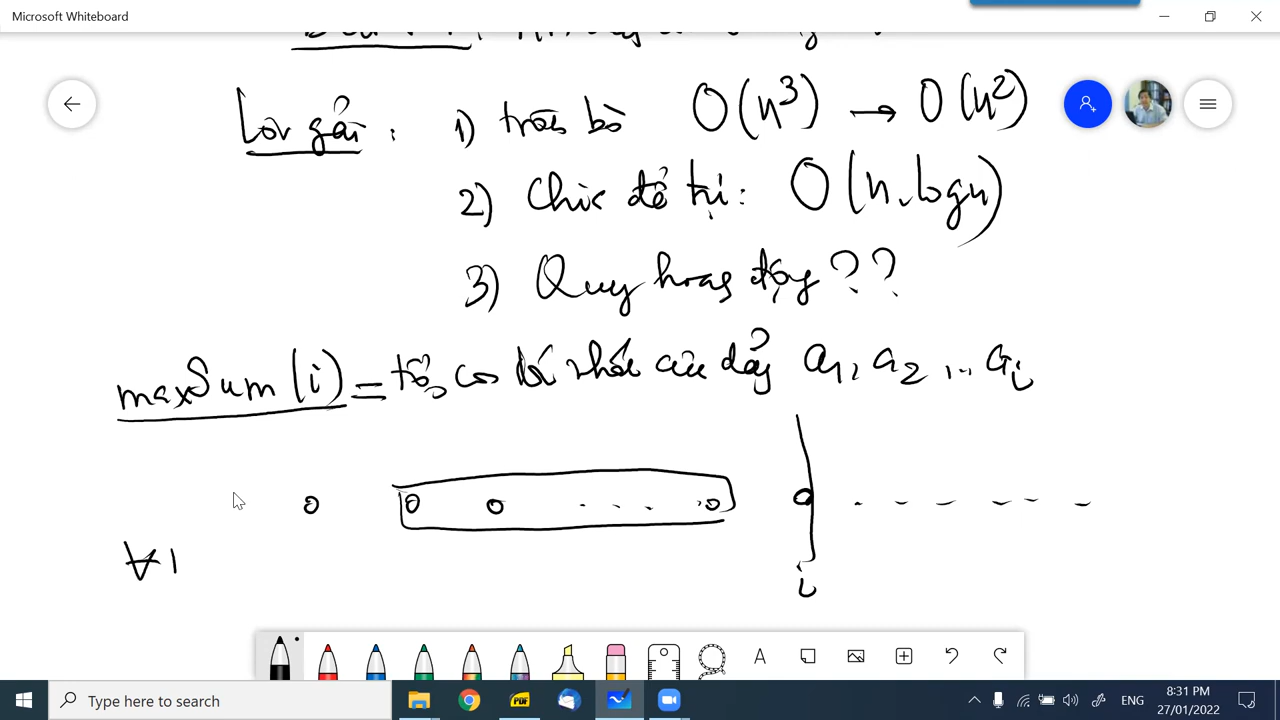 Microsoft Whiteboard
Lời giải : 1) trâu bò O(n³) → O(n²)
2) Chia để trị : O(n.logn)
3) Quy hoạch động ??
maxSum(i) = tổng con lớn nhất của dãy a₁, a₂ ... aᵢ
i
∀ I
A
Type here to search
PDF
ENG
8:31 PM
27/01/2022